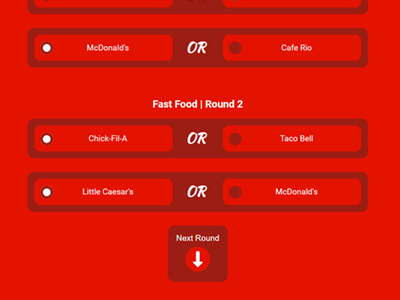 McDonald's OR Cafe Rio
Fast Food | Round 2
Chick-Fil-A OR Taco Bell
Little Caesar's OR McDonald's
Next Round